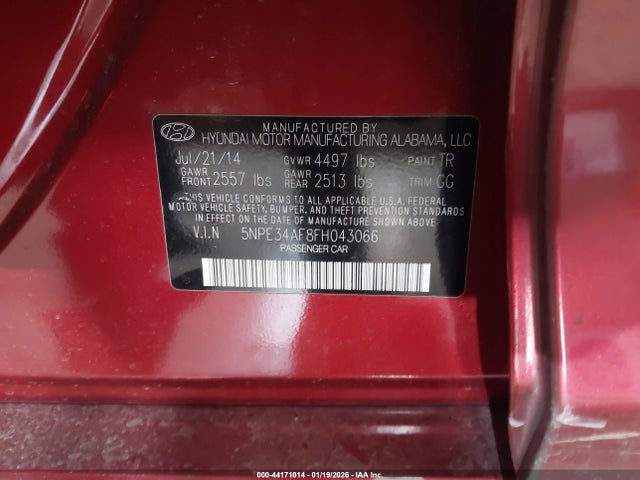 MANUFACTURED BY
HYUNDAI MOTOR MANUFACTURING ALABAMA, LLC
Jul/21/14 GVWR 4497 lbs PAINT TR
GAWR FRONT 2557 lbs GAWR REAR 2513 lbs TRIM GG
"THIS VEHICLE CONFORMS TO ALL APPLICABLE U.S.A. FEDERAL
MOTOR VEHICLE SAFETY, BUMPER, AND THEFT PREVENTION
STANDARDS IN EFFECT ON THE DATE OF MANUFACTURE SHOWN ABOVE."
V.I.N 5NPE34AF8FH043066
PASSENGER CAR
000-44171014 - 01/19/2026 - IAA Inc.